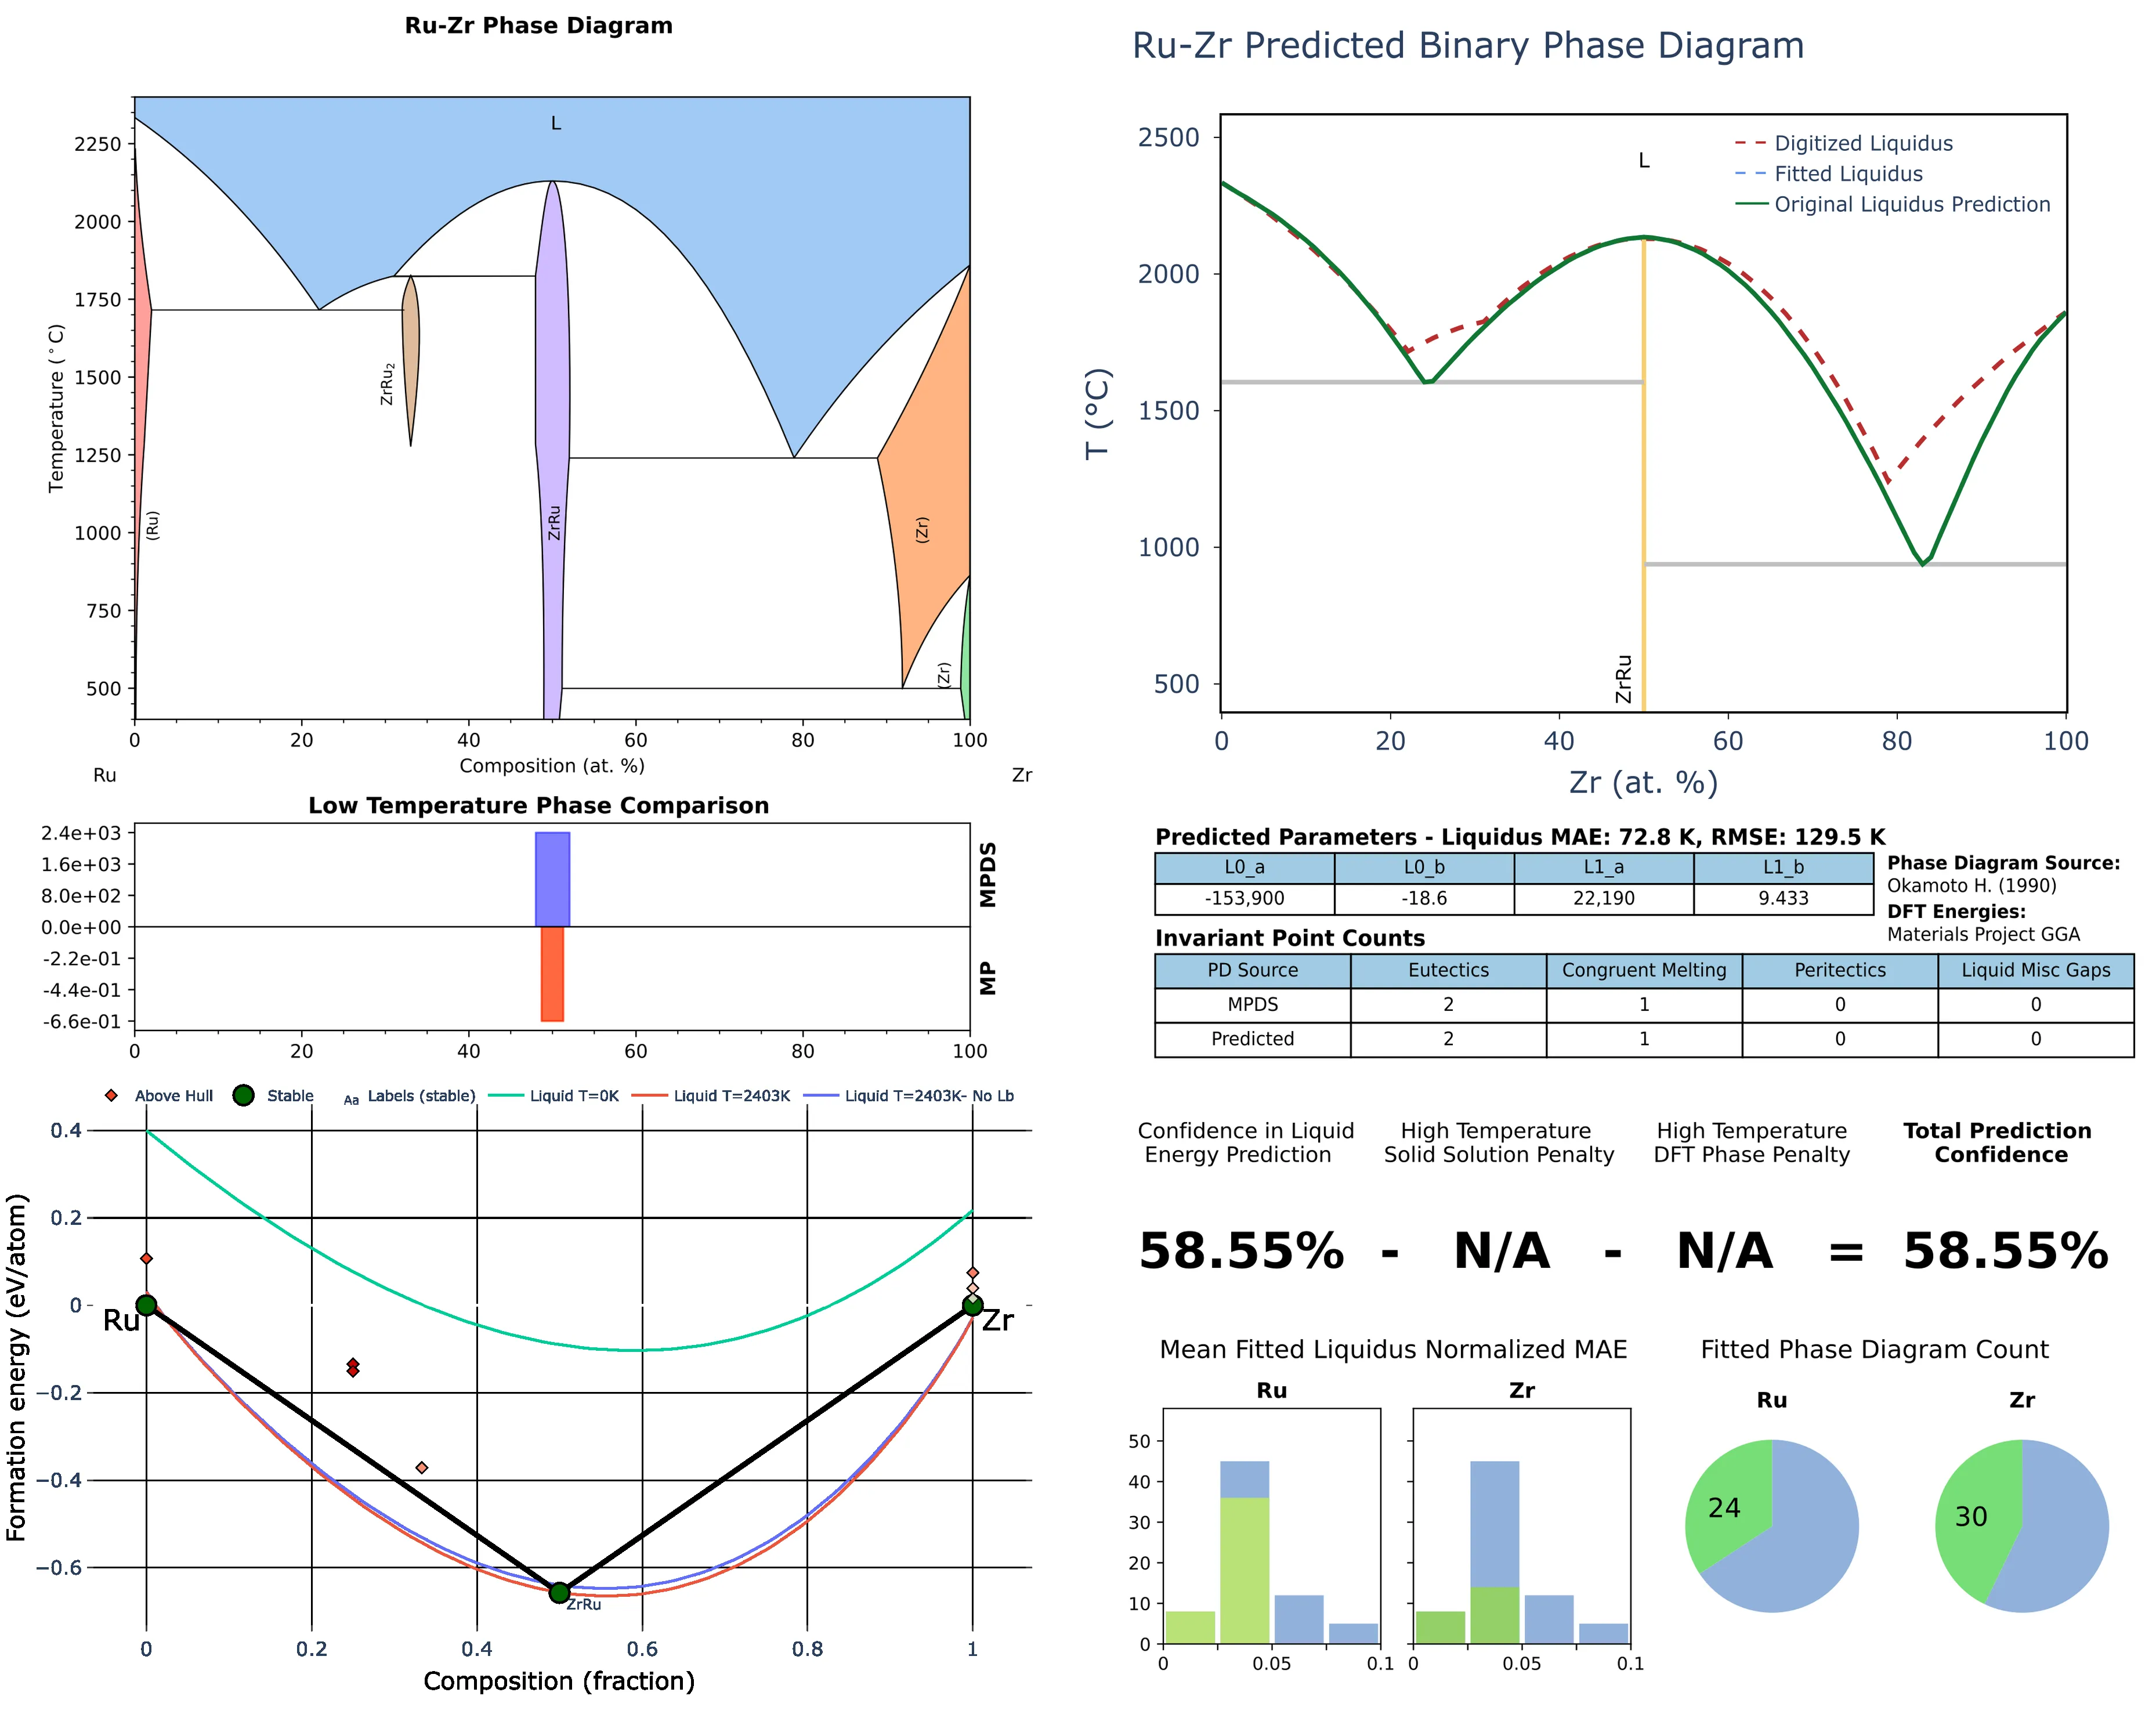 Ru-Zr Phase Diagram
L
2250
2000
1750
1500
1250
1000
750
500
Temperature (°C)
(Ru)
ZrRu2
ZrRu
(Zr)
(Zr)
0 20 40 60 80 100
Composition (at. %)
Ru Zr
Low Temperature Phase Comparison
2.4e+03
1.6e+03
8.0e+02
0.0e+00
-2.2e-01
-4.4e-01
-6.6e-01
MPDS
MP
0 20 40 60 80 100
Above Hull Stable Aa Labels (stable) Liquid T=0K Liquid T=2403K Liquid T=2403K- No Lb
0.4
0.2
0
−0.2
−0.4
−0.6
Formation energy (eV/atom)
Ru
Zr
ZrRu
0 0.2 0.4 0.6 0.8 1
Composition (fraction)
Ru-Zr Predicted Binary Phase Diagram
L
Digitized Liquidus
Fitted Liquidus
Original Liquidus Prediction
2500
2000
1500
1000
500
T (°C)
ZrRu
0 20 40 60 80 100
Zr (at. %)
Predicted Parameters - Liquidus MAE: 72.8 K, RMSE: 129.5 K
L0_a L0_b L1_a L1_b
-153,900 -18.6 22,190 9.433
Phase Diagram Source:
Okamoto H. (1990)
DFT Energies:
Materials Project GGA
Invariant Point Counts
PD Source Eutectics Congruent Melting Peritectics Liquid Misc Gaps
MPDS 2 1 0 0
Predicted 2 1 0 0
Confidence in Liquid
Energy Prediction
High Temperature
Solid Solution Penalty
High Temperature
DFT Phase Penalty
Total Prediction
Confidence
58.55% - N/A - N/A = 58.55%
Mean Fitted Liquidus Normalized MAE
Ru
Zr
50
40
30
20
10
0
0 0.05 0.1
0 0.05 0.1
Fitted Phase Diagram Count
Ru
Zr
24
30